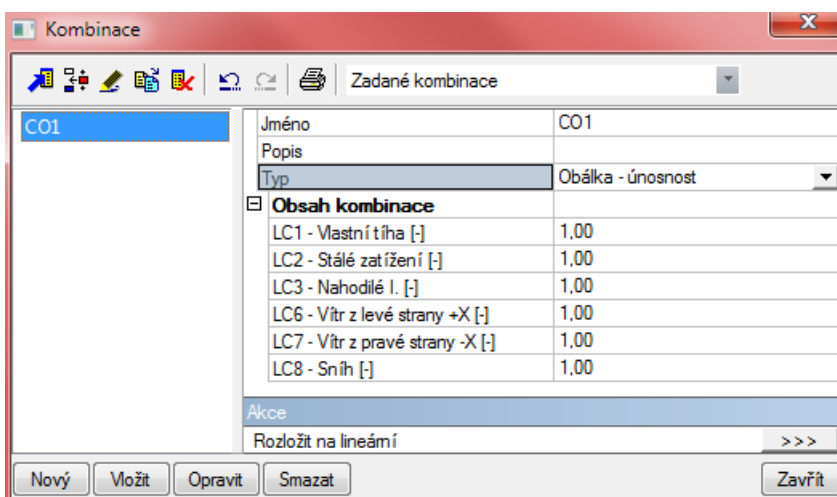 Kombinace
Zadané kombinace
CO1
Jméno CO1
Popis
Typ Obálka - únosnost
Obsah kombinace
LC1 - Vlastní tíha [-] 1,00
LC2 - Stálé zatížení [-] 1,00
LC3 - Nahodilé I. [-] 1,00
LC6 - Vítr z levé strany +X [-] 1,00
LC7 - Vítr z pravé strany -X [-] 1,00
LC8 - Sníh [-] 1,00
Akce
Rozložit na lineární >>>
Nový Vložit Opravit Smazat Zavřít